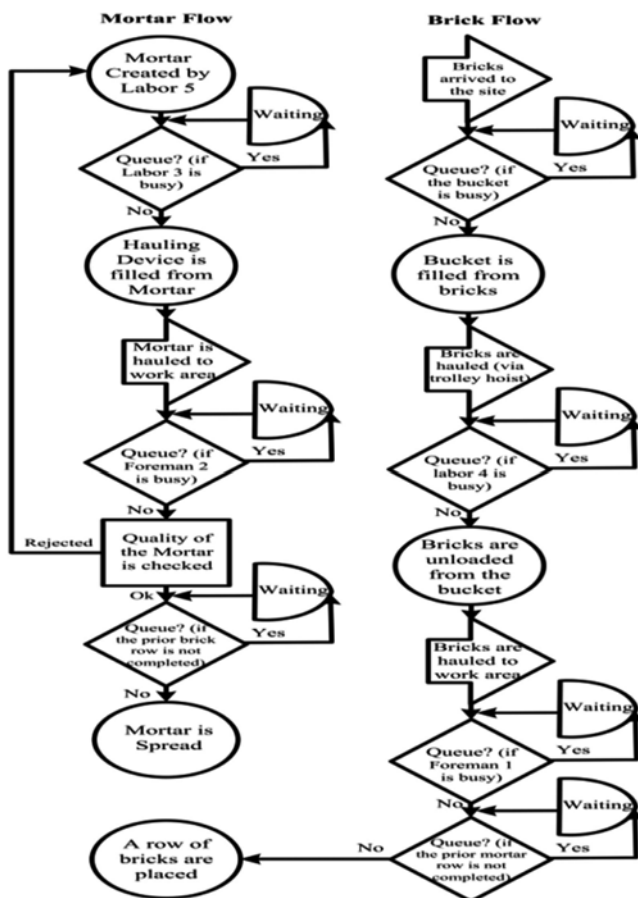 Mortar Flow
Mortar
Created by
Labor 5
Waiting
Queue? (if
Labor 3 is
busy)
Yes
No
Hauling
Device is
filled from
Mortar
Mortar is
hauled to
work area
Waiting
Queue? (if
Foreman 2
is busy)
Yes
No
Rejected
Quality of
the Mortar
is checked
Ok
Waiting
Queue? (if
the prior brick
row is not
completed)
Yes
No
Mortar is
Spread
Brick Flow
Bricks
arrived to
the site
Waiting
Queue? (if
the bucket
is busy)
Yes
No
Bucket is
filled from
bricks
Bricks are
hauled (via
trolley hoist)
Waiting
Queue? (if
labor 4 is
busy)
Yes
No
Bricks are
unloaded
from the
bucket
Bricks are
hauled to
work area
Waiting
Queue? (if
Foreman 1
is busy)
Yes
No
Waiting
Queue? (if
the prior mortar
row is not
completed)
Yes
No
A row of
bricks are
placed